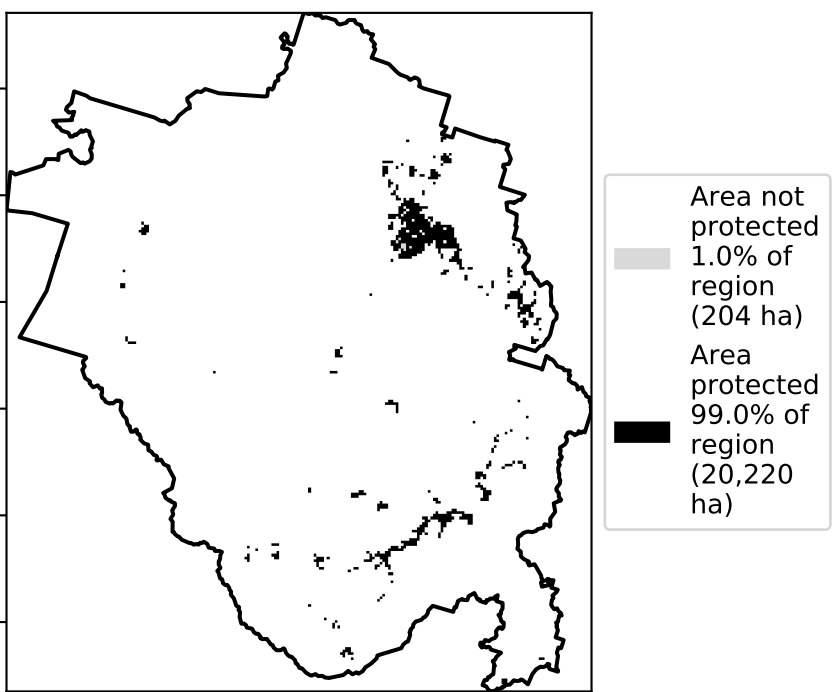 Area not
protected
1.0% of
region
(204 ha)
Area
protected
99.0% of
region
(20,220
ha)